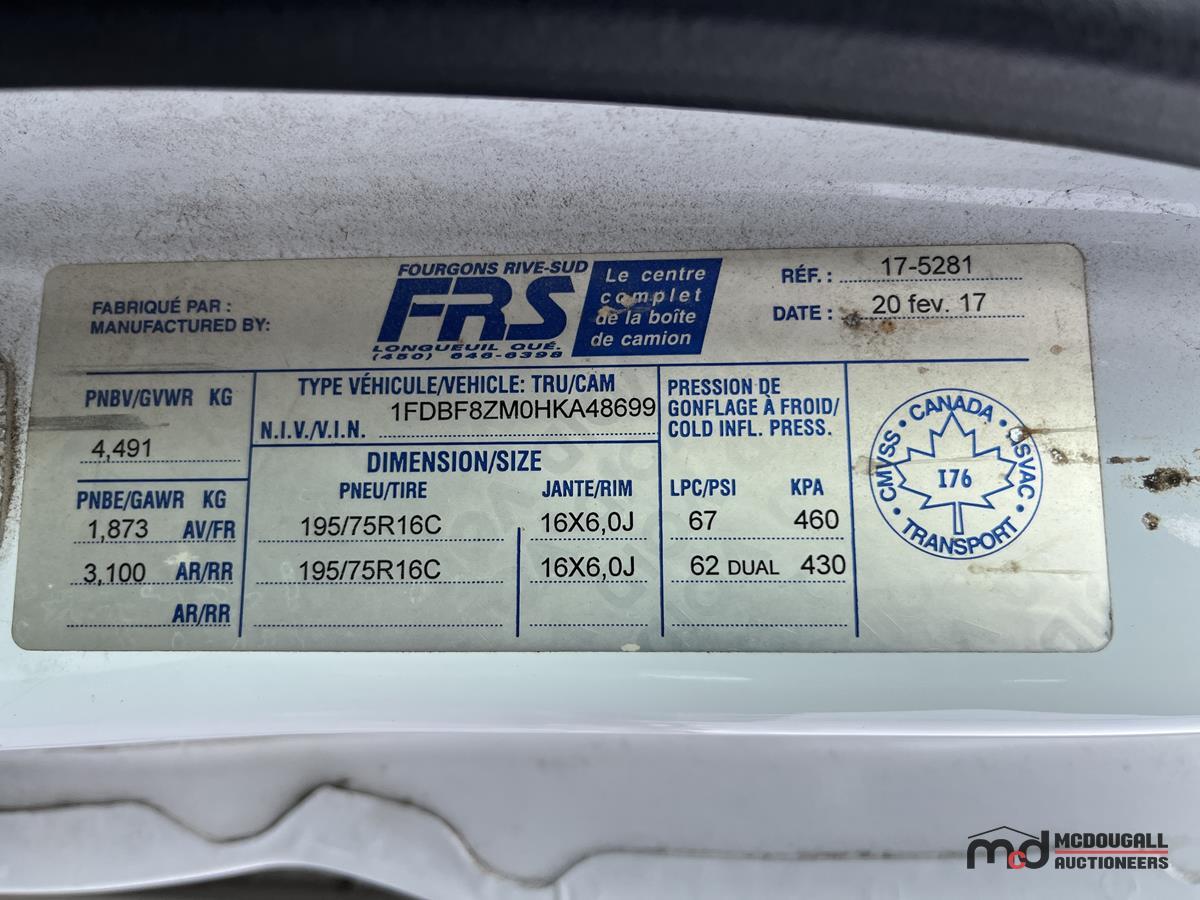 FABRIQUÉ PAR :
MANUFACTURED BY:
FOURGONS RIVE-SUD
FRS
LONGUEUIL QUÉ.
(450) 646-6398
Le centre
complet
de la boîte
de camion
RÉF. : 17-5281
DATE : 20 fev. 17
PNBV/GVWR KG
4,491
PNBE/GAWR KG
1,873 AV/FR
3,100 AR/RR
AR/RR
TYPE VÉHICULE/VEHICLE: TRU/CAM
N.I.V./V.I.N. 1FDBF8ZM0HKA48699
DIMENSION/SIZE
PNEU/TIRE JANTE/RIM
195/75R16C 16X6,0J
195/75R16C 16X6,0J
PRESSION DE
GONFLAGE À FROID/
COLD INFL. PRESS.
LPC/PSI KPA
67 460
62 DUAL 430
CANADA
CMVSS • NSVAC
176
TRANSPORT
mcd MCDOUGALL
AUCTIONEERS